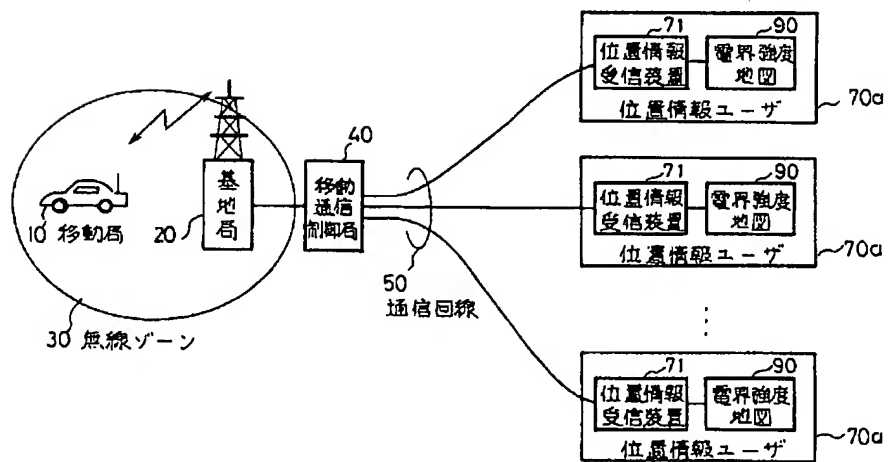 71
90
位置情報
受信装置
電界強度
地図
位置情報ユーザ
70a
40
基地局
移動
通信
制御局
10 移動局
20
50
通信回線
30 無線ゾーン
71
90
位置情報
受信装置
電界強度
地図
位置情報ユーザ
70a
71
90
位置情報
受信装置
電界強度
地図
位置情報ユーザ
70a